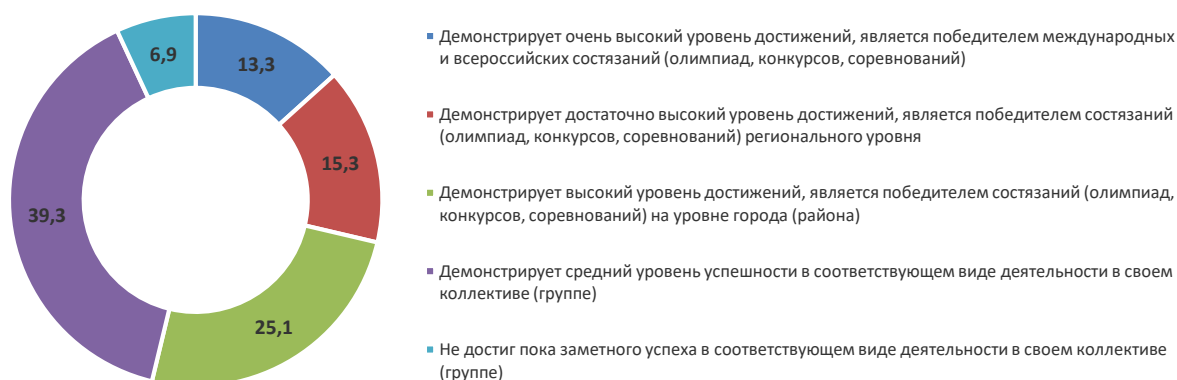 6,9
13,3
15,3
39,3
25,1
Демонстрирует очень высокий уровень достижений, является победителем международных
и всероссийских состязаний (олимпиад, конкурсов, соревнований)
Демонстрирует достаточно высокий уровень достижений, является победителем состязаний
(олимпиад, конкурсов, соревнований) регионального уровня
Демонстрирует высокий уровень достижений, является победителем состязаний (олимпиад,
конкурсов, соревнований) на уровне города (района)
Демонстрирует средний уровень успешности в соответствующем виде деятельности в своем
коллективе (группе)
Не достиг пока заметного успеха в соответствующем виде деятельности в своем коллективе
(группе)